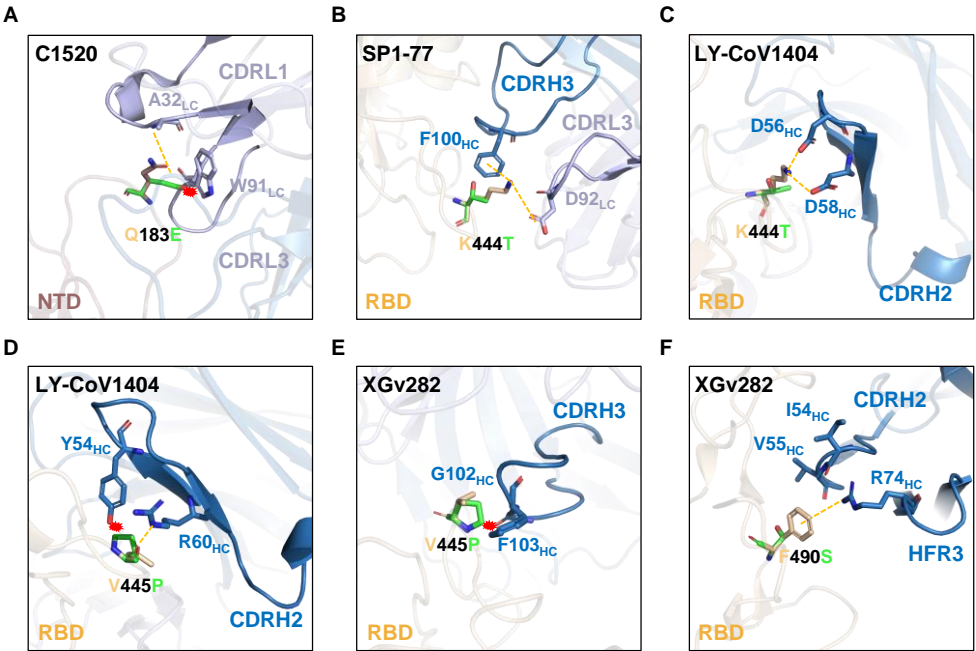 A
C1520
CDRL1
A32LC
W91LC
Q183E
CDRL3
NTD
B
SP1-77
CDRH3
F100HC
CDRL3
D92LC
K444T
RBD
C
LY-CoV1404
D56HC
D58HC
K444T
RBD
CDRH2
D
LY-CoV1404
Y54HC
R60HC
V445P
CDRH2
RBD
E
XGv282
CDRH3
G102HC
V445P
F103HC
RBD
F
XGv282
CDRH2
I54HC
V55HC
R74HC
F490S
HFR3
RBD